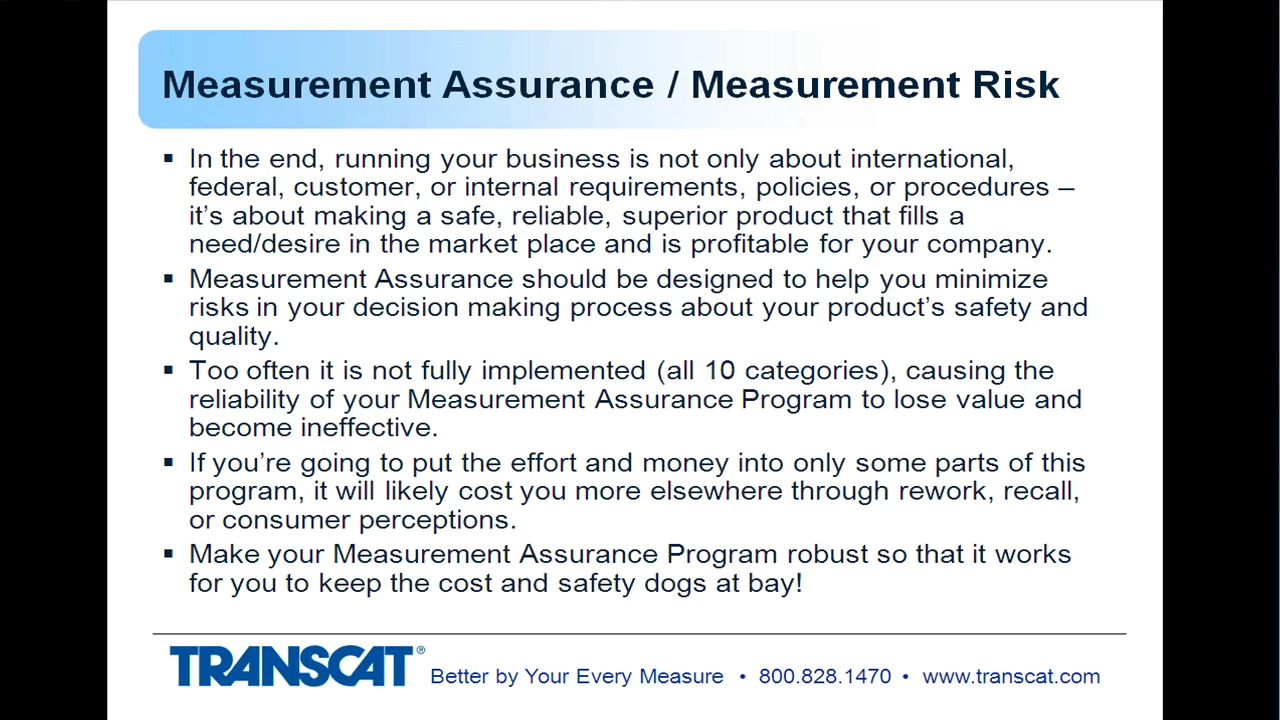 Measurement Assurance / Measurement Risk
▪ In the end, running your business is not only about international,
federal, customer, or internal requirements, policies, or procedures –
it’s about making a safe, reliable, superior product that fills a
need/desire in the market place and is profitable for your company.
▪ Measurement Assurance should be designed to help you minimize
risks in your decision making process about your product’s safety and
quality.
▪ Too often it is not fully implemented (all 10 categories), causing the
reliability of your Measurement Assurance Program to lose value and
become ineffective.
▪ If you’re going to put the effort and money into only some parts of this
program, it will likely cost you more elsewhere through rework, recall,
or consumer perceptions.
▪ Make your Measurement Assurance Program robust so that it works
for you to keep the cost and safety dogs at bay!
TRANSCAT® Better by Your Every Measure • 800.828.1470 • www.transcat.com